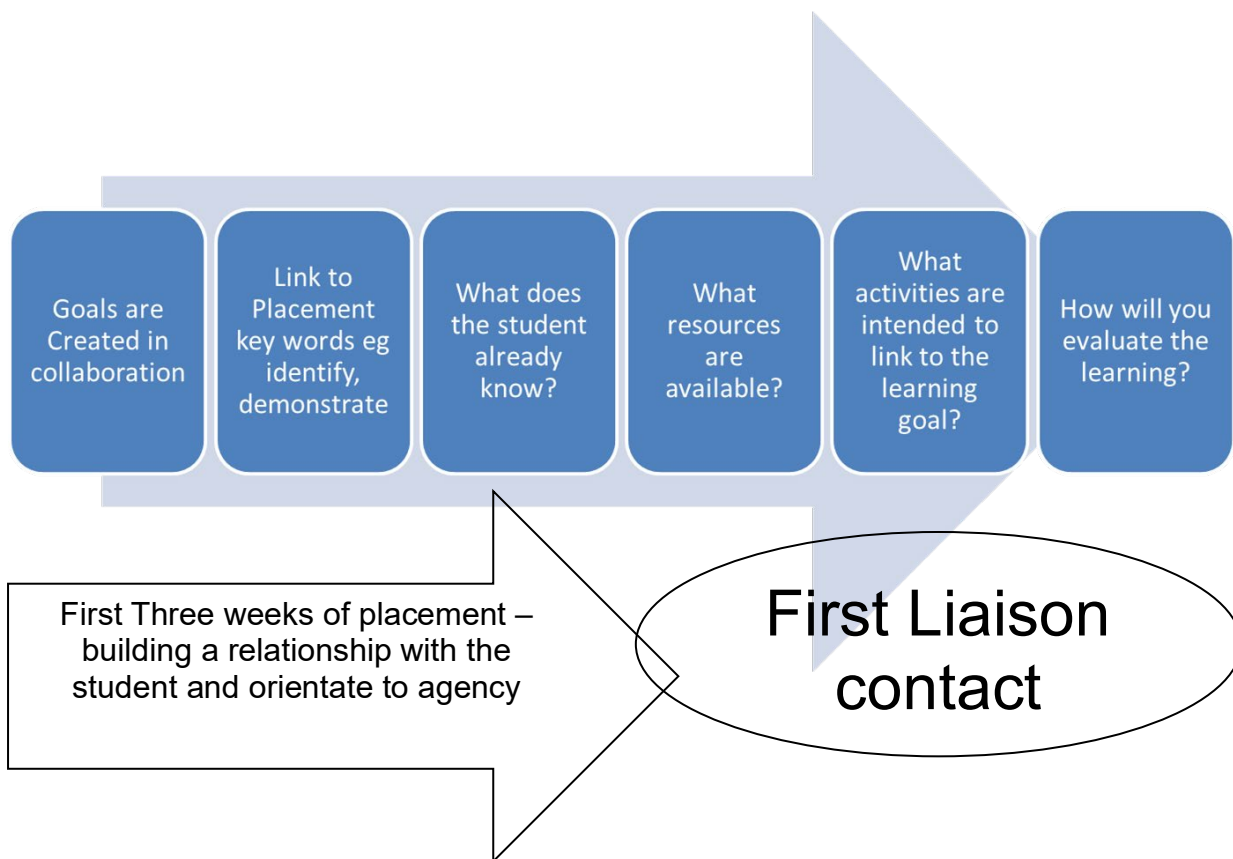 Goals are
Created in
collaboration
Link to
Placement
key words eg
identify,
demonstrate
What does
the student
already
know?
What
resources
are
available?
What
activities are
intended to
link to the
learning
goal?
How will you
evaluate the
learning?
First Three weeks of placement –
building a relationship with the
student and orientate to agency
First Liaison
contact